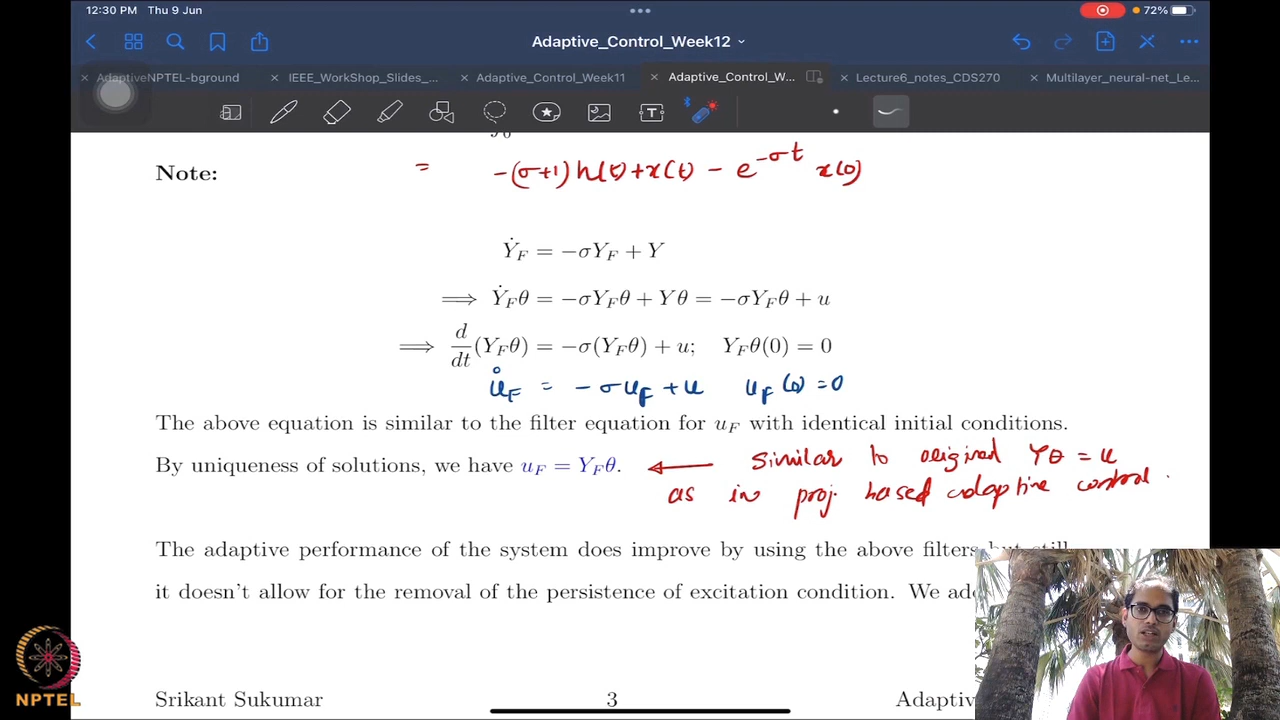 12:30 PM Thu 9 Jun
72%
Adaptive_Control_Week12
AdaptiveNPTEL-bground
IEEE_WorkShop_Slides_...
Adaptive_Control_Week11
Adaptive_Control_W...
Lecture6_notes_CDS270
Multilayer_neural-net_Le...
Note:
= -(σ+1) h(t) + x(t) - e^{-σt} x(0)
Ẏ_F = −σY_F + Y
⟹ Ẏ_Fθ = −σY_Fθ + Yθ = −σY_Fθ + u
⟹ d/dt (Y_Fθ) = −σ(Y_Fθ) + u; Y_Fθ(0) = 0
u̇_F = - σu_F + u u_F(0) = 0
The above equation is similar to the filter equation for u_F with identical initial conditions.
By uniqueness of solutions, we have u_F = Y_Fθ. ← similar to original Yθ = u
as in proj. based adaptive control.
The adaptive performance of the system does improve by using the above filters but still
it doesn't allow for the removal of the persistence of excitation condition. We
Srikant Sukumar
3
NPTEL